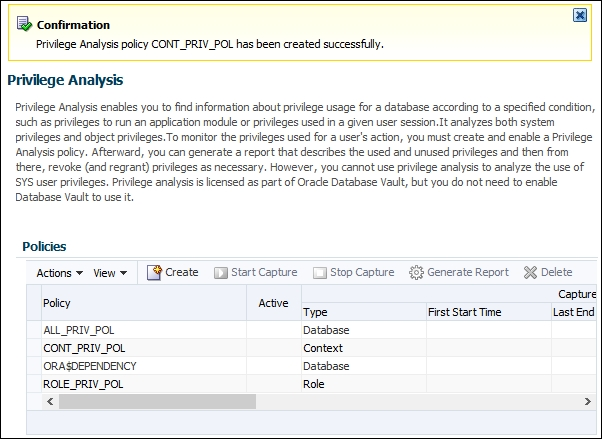 Confirmation
Privilege Analysis policy CONT_PRIV_POL has been created successfully.
Privilege Analysis
Privilege Analysis enables you to find information about privilege usage for a database according to a specified condition,
such as privileges to run an application module or privileges used in a given user session.It analyzes both system
privileges and object privileges.To monitor the privileges used for a user's action, you must create and enable a Privilege
Analysis policy. Afterward, you can generate a report that describes the used and unused privileges and then from
there, revoke (and regrant) privileges as necessary. However, you cannot use privilege analysis to analyze the use of
SYS user privileges. Privilege analysis is licensed as part of Oracle Database Vault, but you do not need to enable
Database Vault to use it.
Policies
Actions View Create Start Capture Stop Capture Generate Report Delete
Policy Active Capture
Type First Start Time Last End
ALL_PRIV_POL Database
CONT_PRIV_POL Context
ORA$DEPENDENCY Database
ROLE_PRIV_POL Role